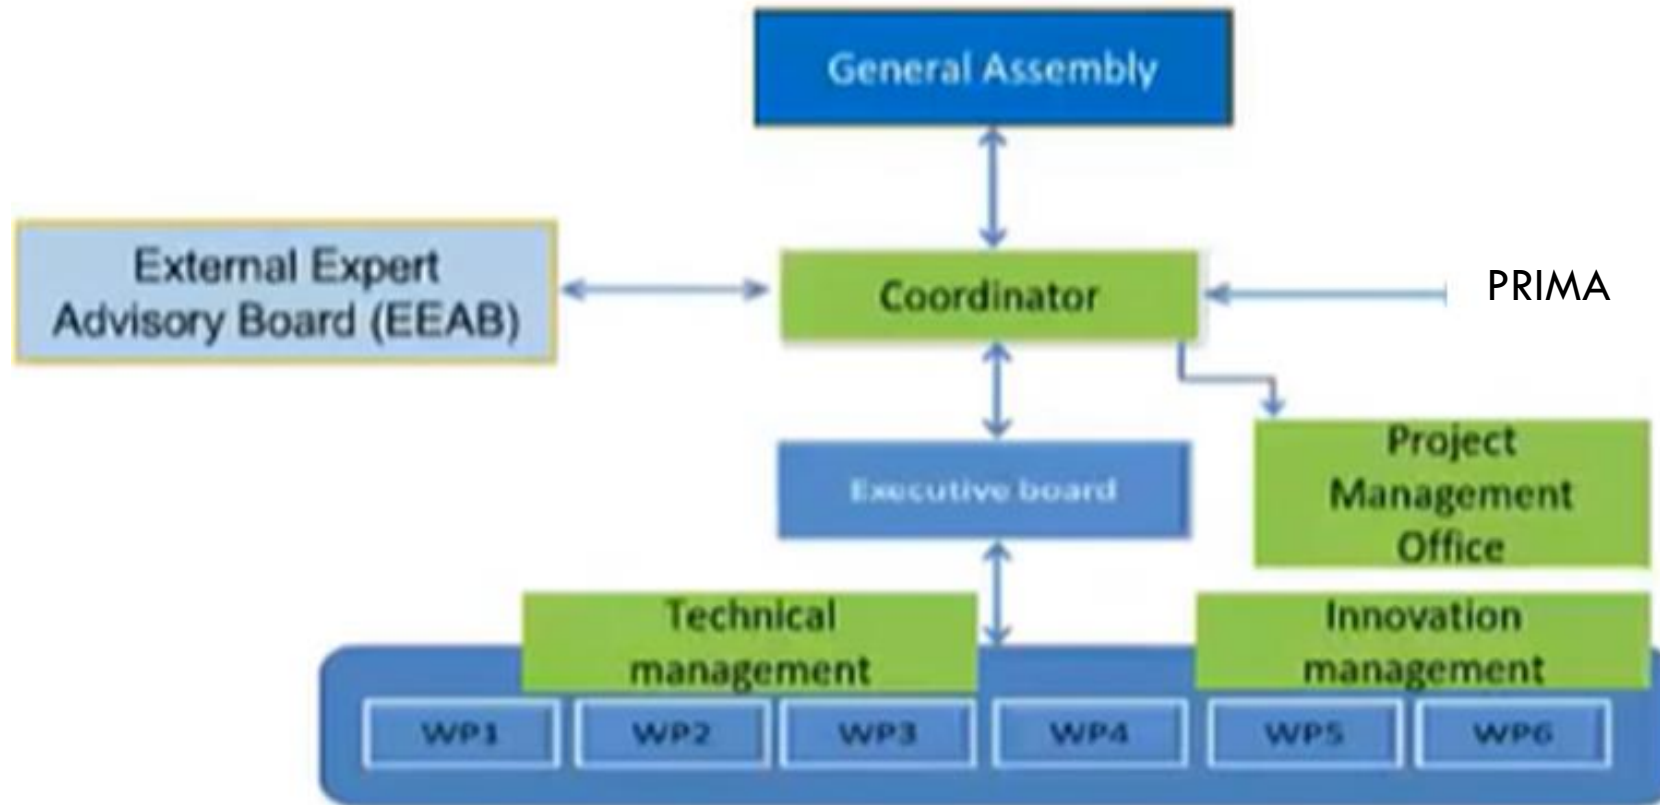 General Assembly
External Expert
Advisory Board (EEAB)
Coordinator
PRIMA
Executive board
Project
Management
Office
Technical
management
Innovation
management
WP1
WP2
WP3
WP4
WP5
WP6